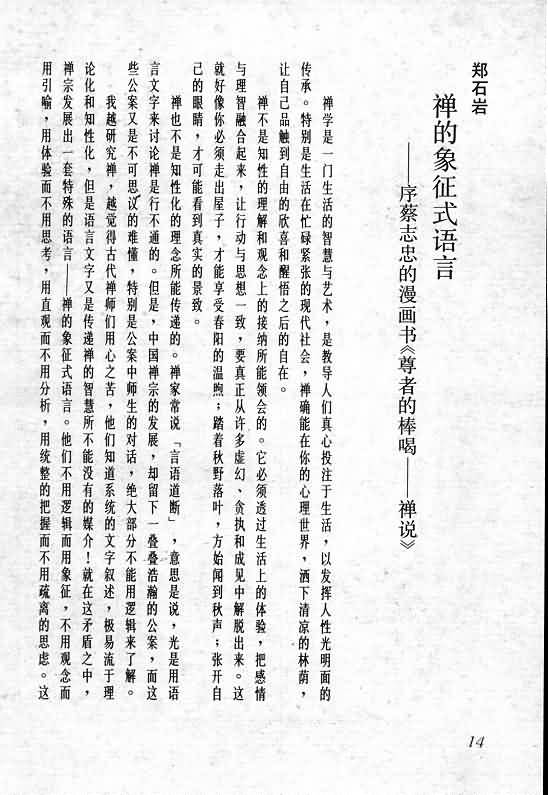 郑石岩
禅的象征式语言
——序蔡志忠的漫画书《尊者的棒喝——禅说》
禅学是一门生活的智慧与艺术，是教导人们真心投注于生活，以发挥人性光明面的
传承。特别是生活在忙碌紧张的现代社会，禅确能在你的心理世界，洒下清凉的林荫，
让自己品触到自由的欣喜和醒悟之后的自在。
禅不是知性的理解和观念上的接纳所能领会的。它必须透过生活上的体验，把感情
与理智融合起来，让行动与思想一致，要真正从许多虚幻、贪执和成见中解脱出来。这
就好像你必须走出屋子，才能享受春阳的温煦；踏着秋野落叶，方始闻到秋声；张开自
己的眼睛，才可能看到真实的景致。
禅也不是知性化的理念所能传递的。禅家常说「言语道断」，意思是说，光是用语
言文字来讨论禅是行不通的。但是，中国禅宗的发展，却留下一叠叠浩瀚的公案，而这
些公案又是不可思议的难懂，特别是公案中师生的对话，绝大部分不能用逻辑来了解。
我越研究禅，越觉得古代禅师们用心之苦，他们知道系统的文字叙述，极易流于理
论化和知性化，但是语言文字又是传递禅的智慧所不能没有的媒介！就在这矛盾之中，
禅宗发展出一套特殊的语言——禅的象征式语言。他们不用逻辑而用象征，不用观念而
用引喻，用体验而不用思考，用直观而不用分析，用统整的把握而不用疏离的思虑。这
14